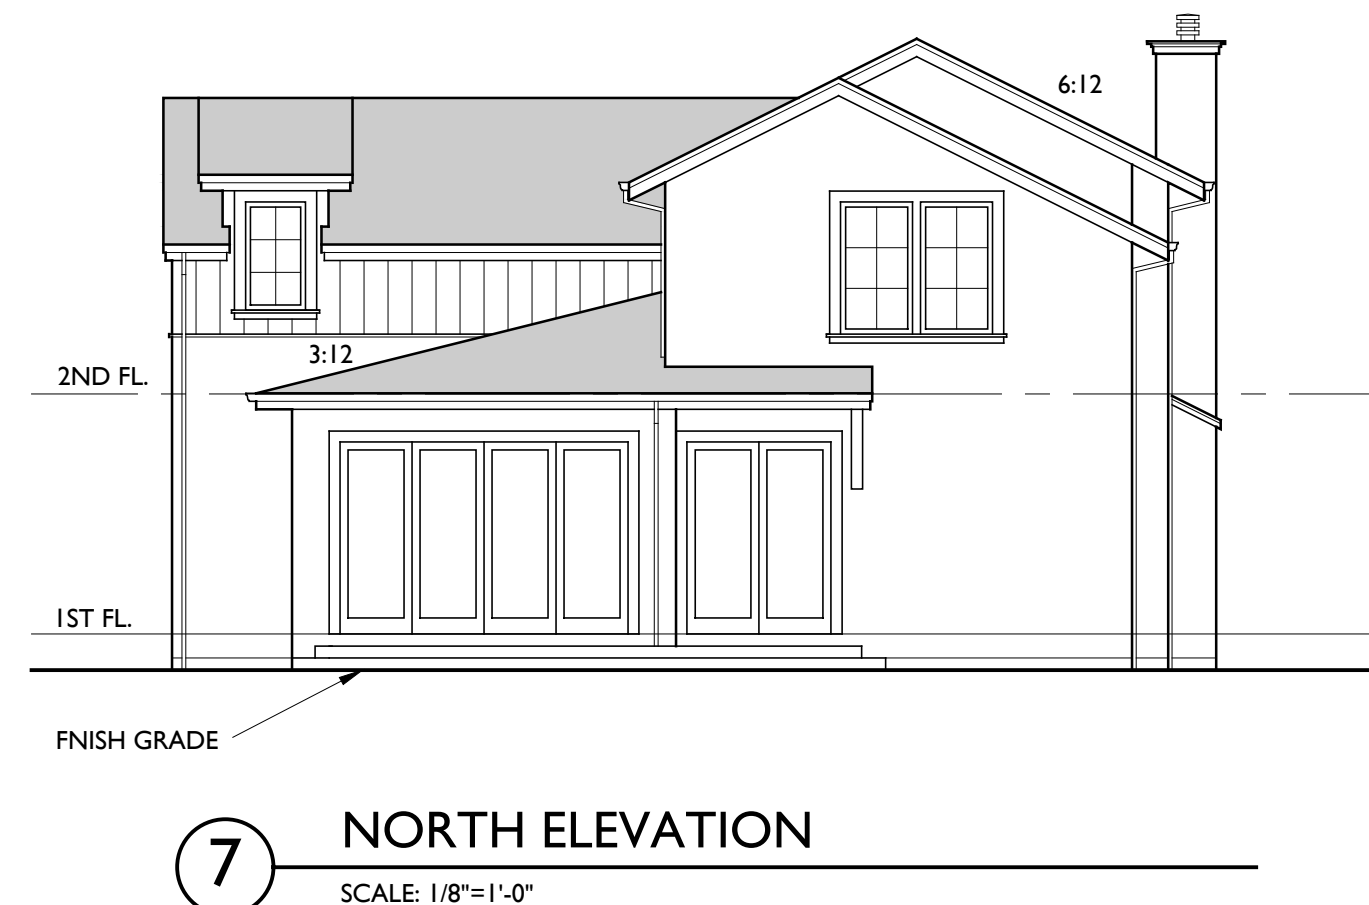 6:12
3:12
2ND FL.
1ST FL.
FNISH GRADE
7
NORTH ELEVATION
SCALE: 1/8"=1'-0"